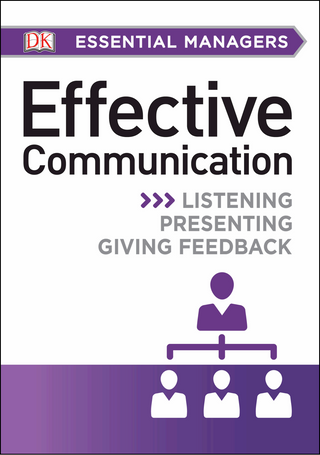 DK ESSENTIAL MANAGERS
Effective
Communication
>>> LISTENING
PRESENTING
GIVING FEEDBACK